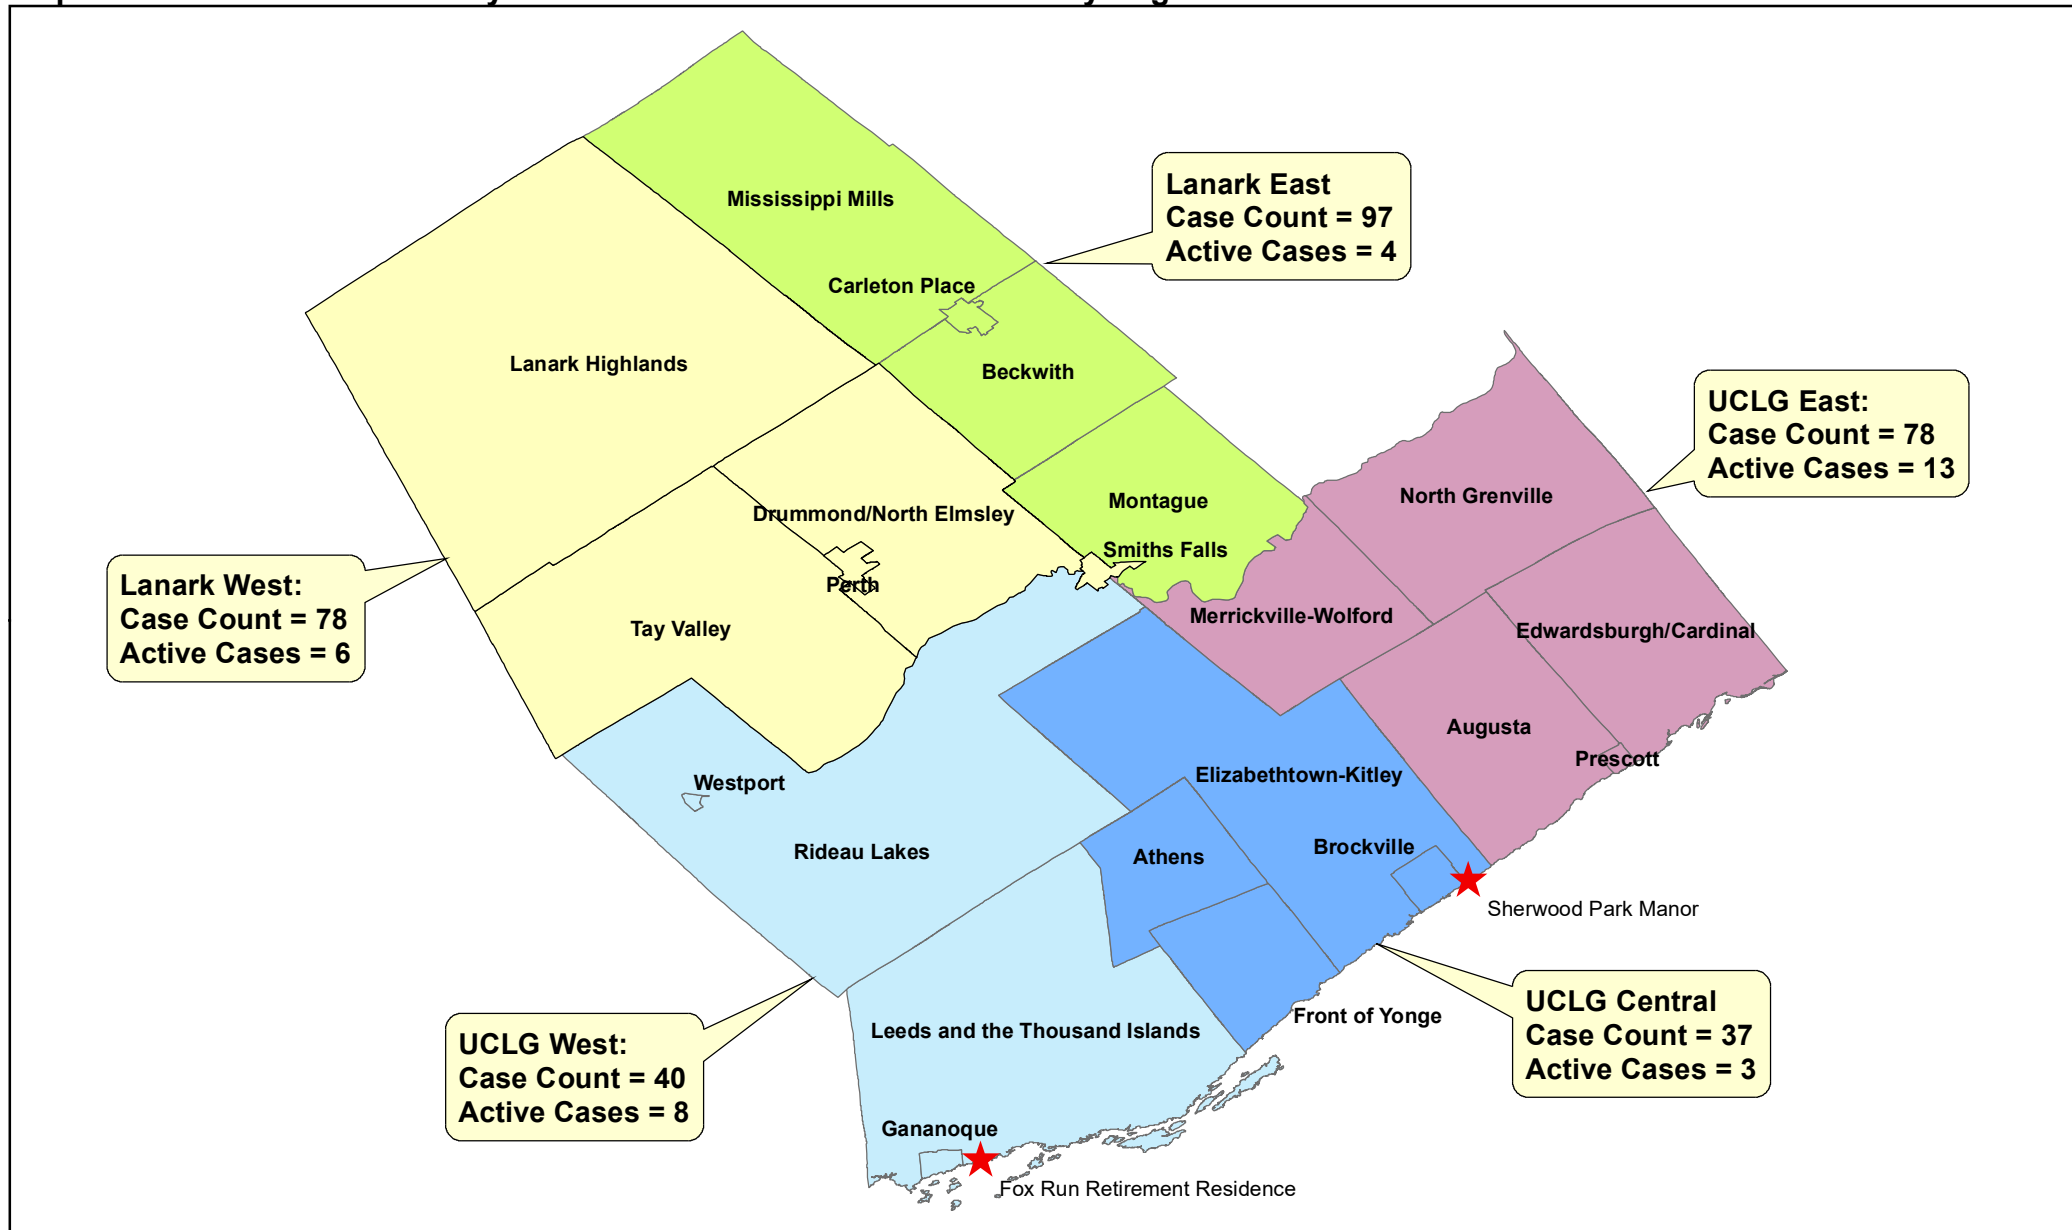 Mississippi Mills
Lanark East
Case Count = 97
Active Cases = 4
Carleton Place
Lanark Highlands
Beckwith
UCLG East:
Case Count = 78
Active Cases = 13
North Grenville
Montague
Drummond/North Elmsley
Smiths Falls
Lanark West:
Case Count = 78
Active Cases = 6
Perth
Merrickville-Wolford
Tay Valley
Edwardsburgh/Cardinal
Augusta
Prescott
Westport
Elizabethtown-Kitley
Rideau Lakes
Athens
Brockville
Sherwood Park Manor
UCLG Central
Case Count = 37
Active Cases = 3
Front of Yonge
Leeds and the Thousand Islands
UCLG West:
Case Count = 40
Active Cases = 8
Gananoque
Fox Run Retirement Residence